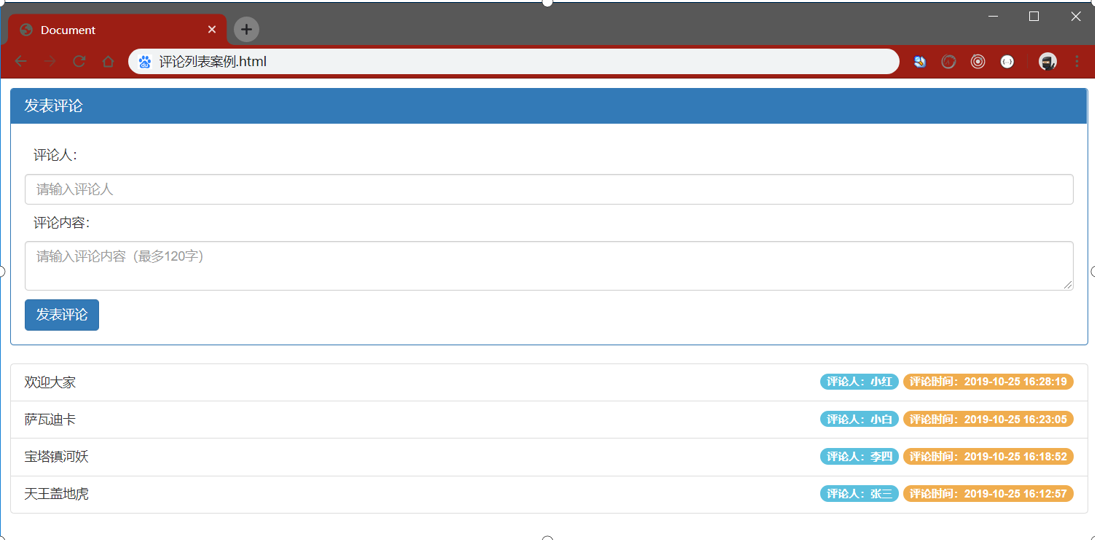 Document
评论列表案例.html
发表评论
评论人:
请输入评论人
评论内容:
请输入评论内容（最多120字）
发表评论
欢迎大家 评论人：小红 评论时间：2019-10-25 16:28:19
萨瓦迪卡 评论人：小白 评论时间：2019-10-25 16:23:05
宝塔镇河妖 评论人：李四 评论时间：2019-10-25 16:18:52
天王盖地虎 评论人：张三 评论时间：2019-10-25 16:12:57